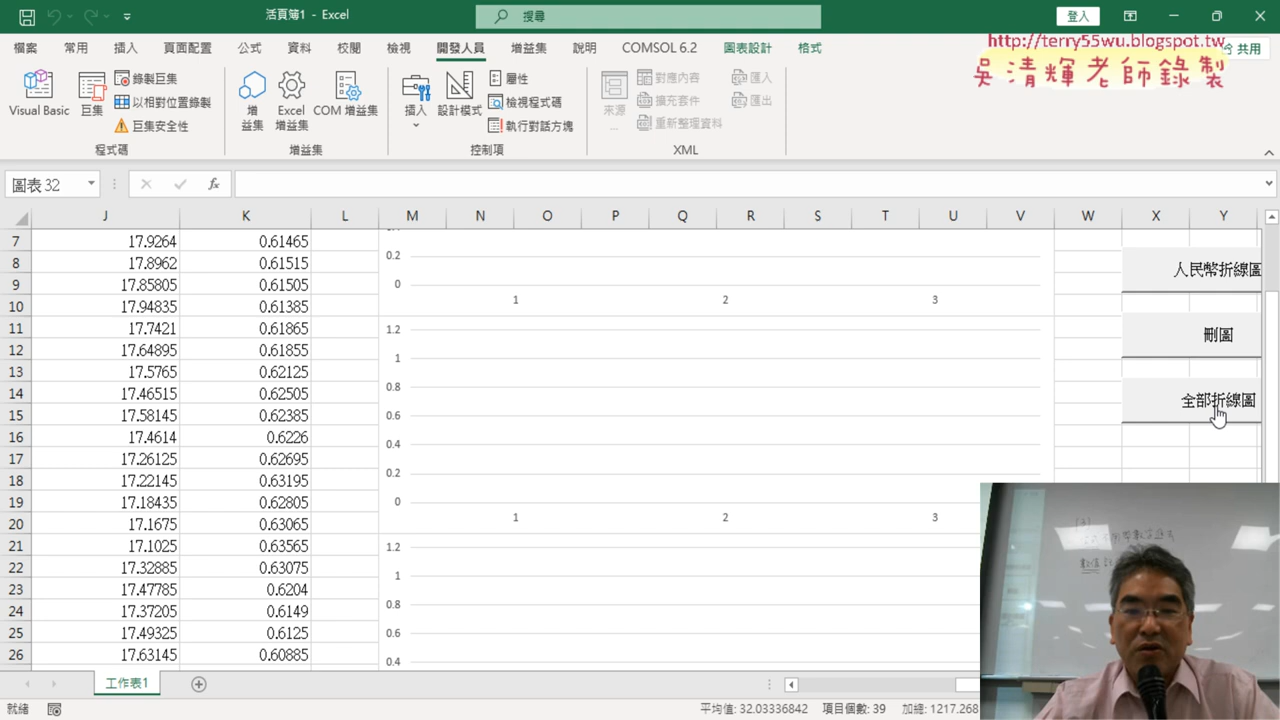 活頁簿1 - Excel
搜尋
登入
檔案 常用 插入 頁面配置 公式 資料 校閱 檢視 開發人員 增益集 說明 COMSOL 6.2 圖表設計 格式 共用
http://terry55wu.blogspot.tw
吳清輝老師錄製
Visual Basic 巨集 錄製巨集 以相對位置錄製 巨集安全性
增益集 Excel 增益集 COM 增益集
插入 設計模式 屬性 檢視程式碼 執行對話方塊
來源... 對應內容 擴充套件 重新整理資料 匯入 匯出
程式碼 增益集 控制項 XML
圖表 32 fx
J K L M N O P Q R S T U V W X Y
7 17.9264 0.61465
8 17.8962 0.61515
9 17.85805 0.61505
10 17.94835 0.61385
11 17.7421 0.61865
12 17.64895 0.61855
13 17.5765 0.62125
14 17.46515 0.62505
15 17.58145 0.62385
16 17.4614 0.6226
17 17.26125 0.62695
18 17.22145 0.63195
19 17.18435 0.62805
20 17.1675 0.63065
21 17.1025 0.63565
22 17.32885 0.63075
23 17.47785 0.6204
24 17.37205 0.6149
25 17.49325 0.6125
26 17.63145 0.60885
0.2
0
1 2 3
1.2
1
0.8
0.6
0.4
0.2
0
1 2 3
1.2
1
0.8
0.6
0.4
人民幣折線圖
刪圖
全部折線圖
工作表1
就緒
平均值: 32.03336842 項目個數: 39 加總: 1217.268